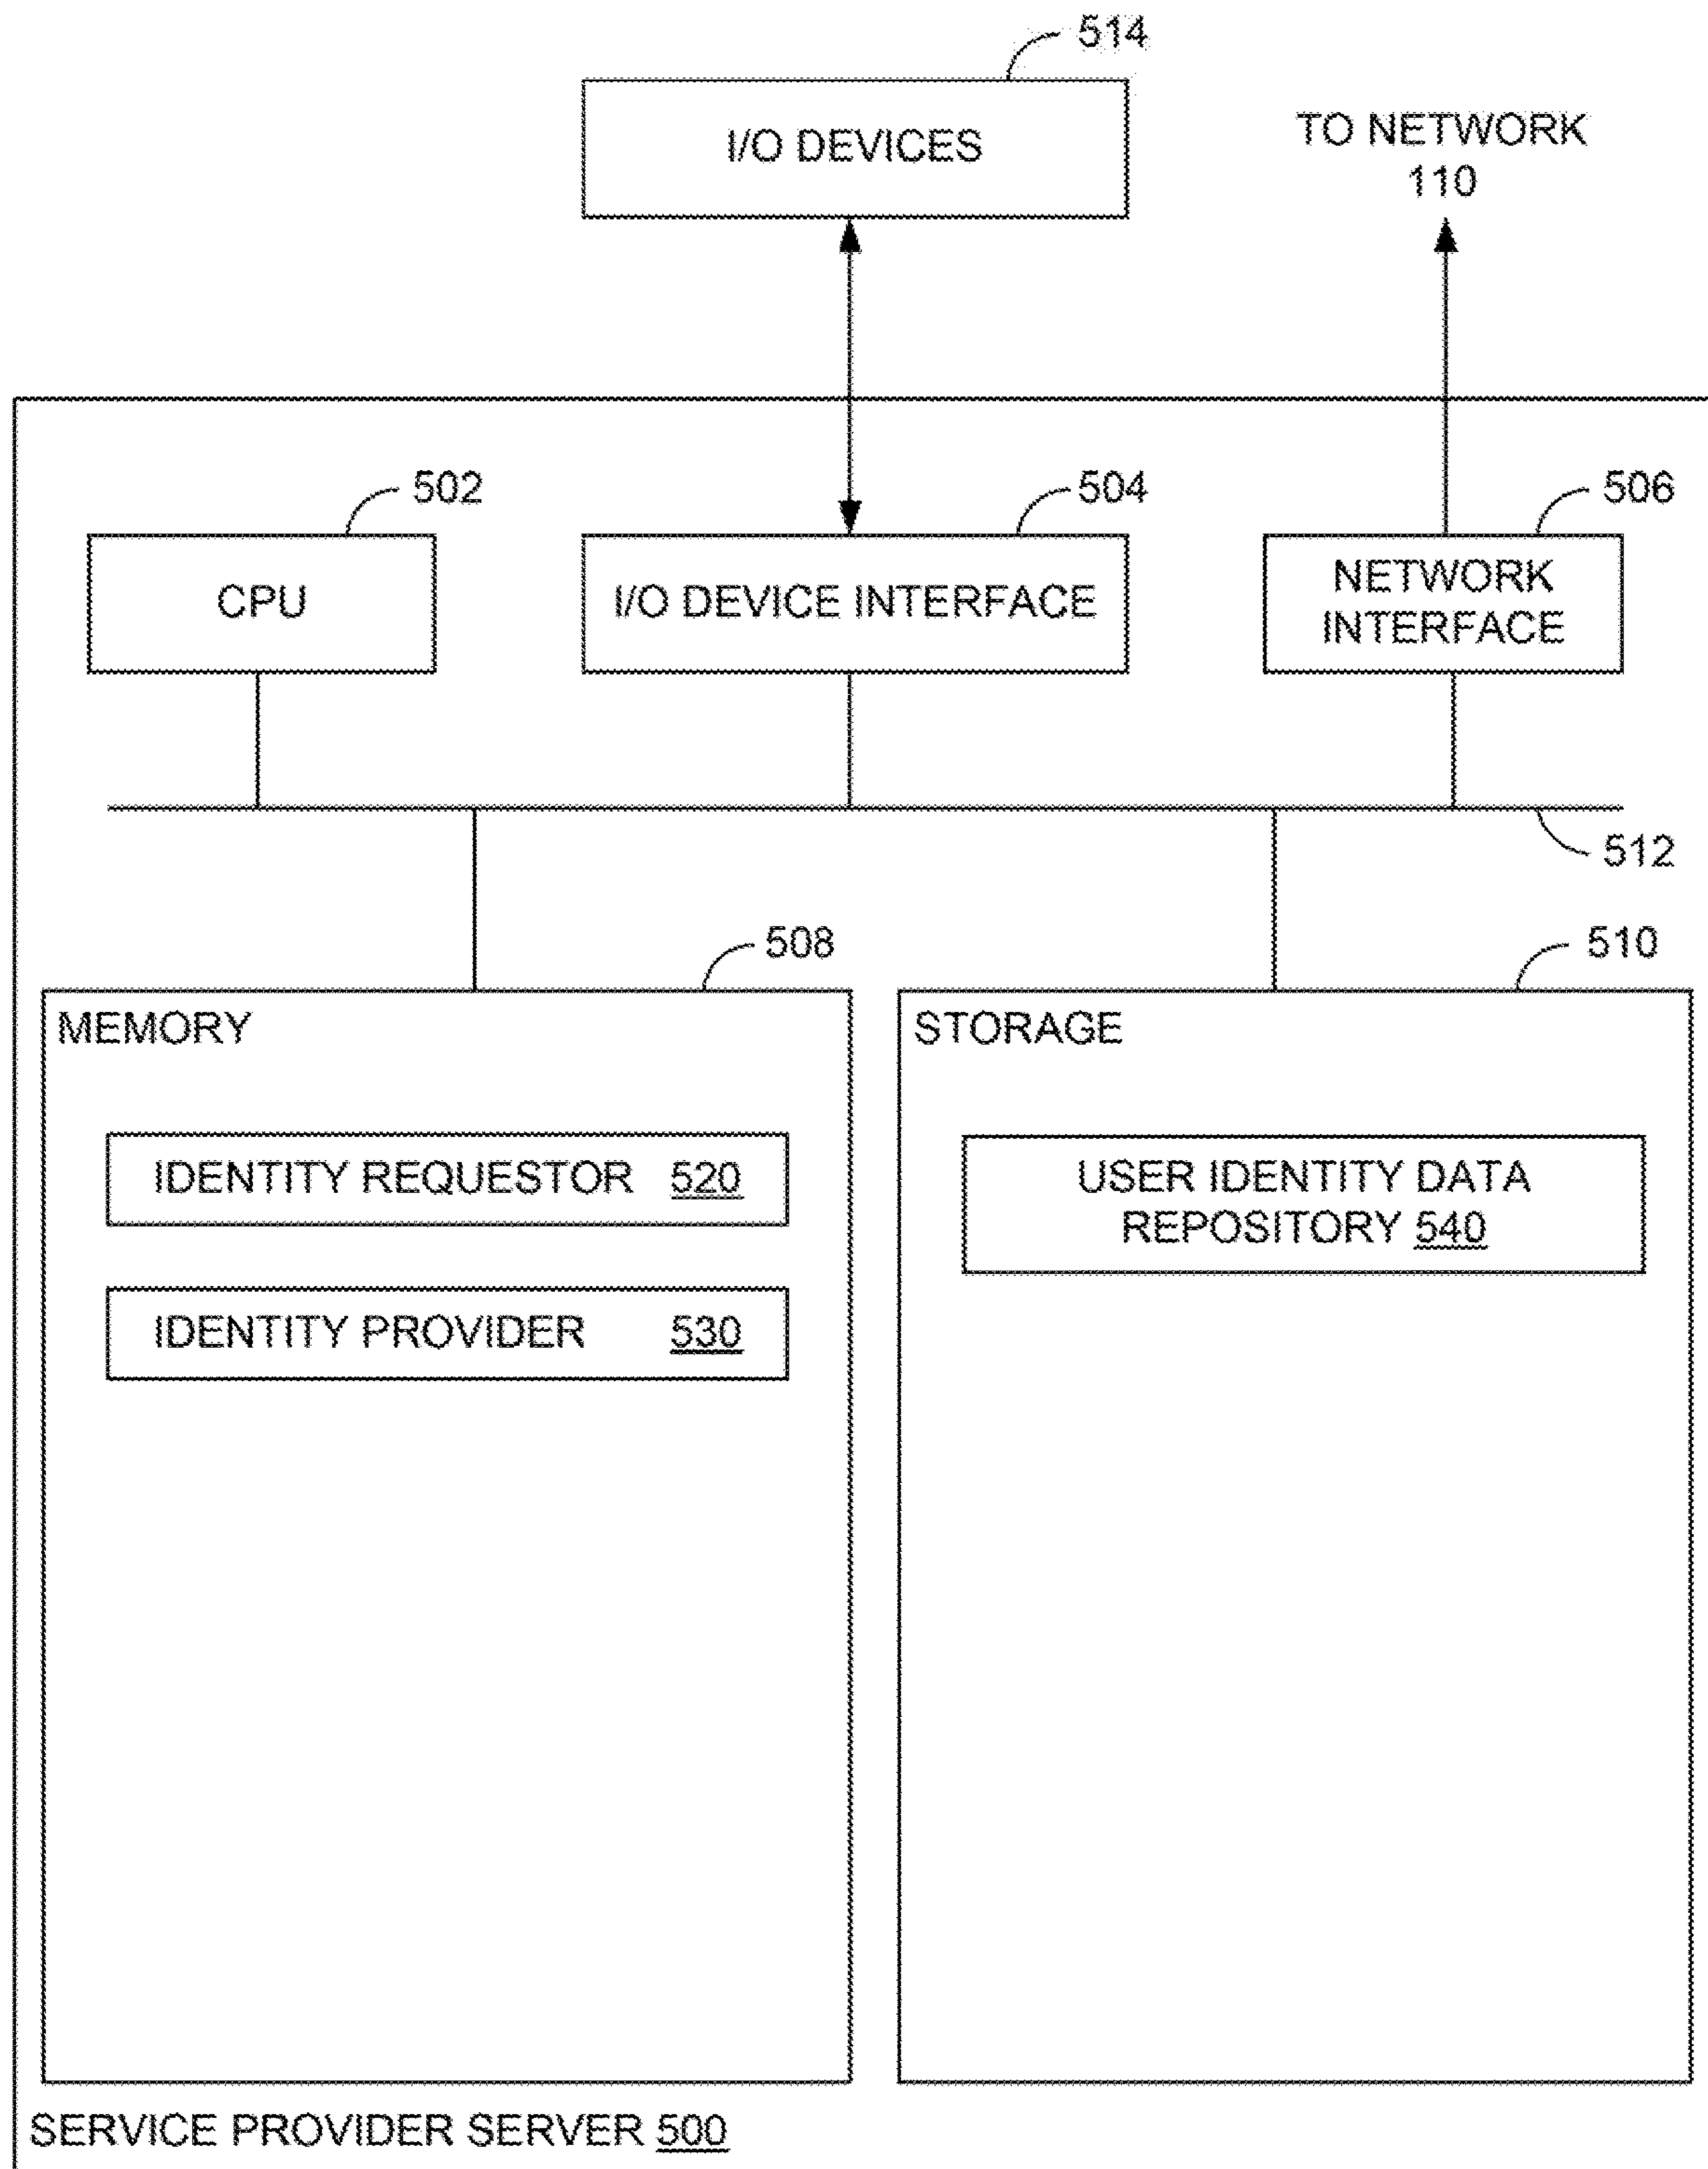 514
I/O DEVICES
TO NETWORK
110
502
504
506
CPU
I/O DEVICE INTERFACE
NETWORK
INTERFACE
512
508
510
MEMORY
STORAGE
IDENTITY REQUESTOR 520
USER IDENTITY DATA
REPOSITORY 540
IDENTITY PROVIDER 530
SERVICE PROVIDER SERVER 500